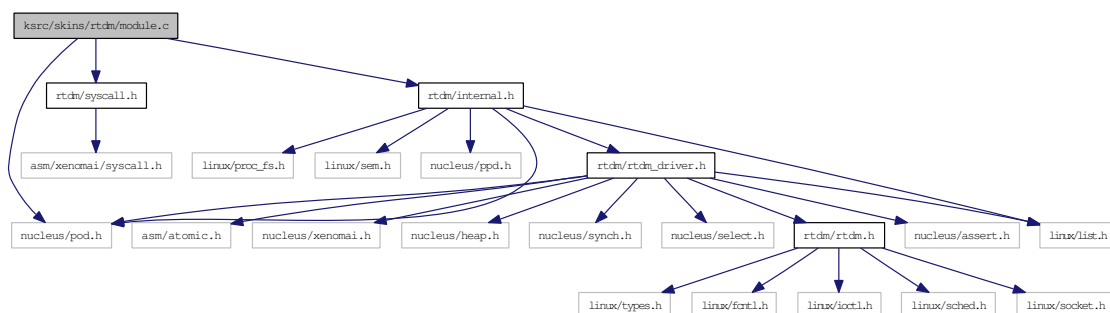 ksrc/skins/rtdm/module.c
rtdm/syscall.h
rtdm/internal.h
asm/xenomai/syscall.h
linux/proc_fs.h
linux/sem.h
nucleus/ppd.h
rtdm/rtdm_driver.h
nucleus/pod.h
asm/atomic.h
nucleus/xenomai.h
nucleus/heap.h
nucleus/synch.h
nucleus/select.h
rtdm/rtdm.h
nucleus/assert.h
linux/list.h
linux/types.h
linux/fcntl.h
linux/ioctl.h
linux/sched.h
linux/socket.h